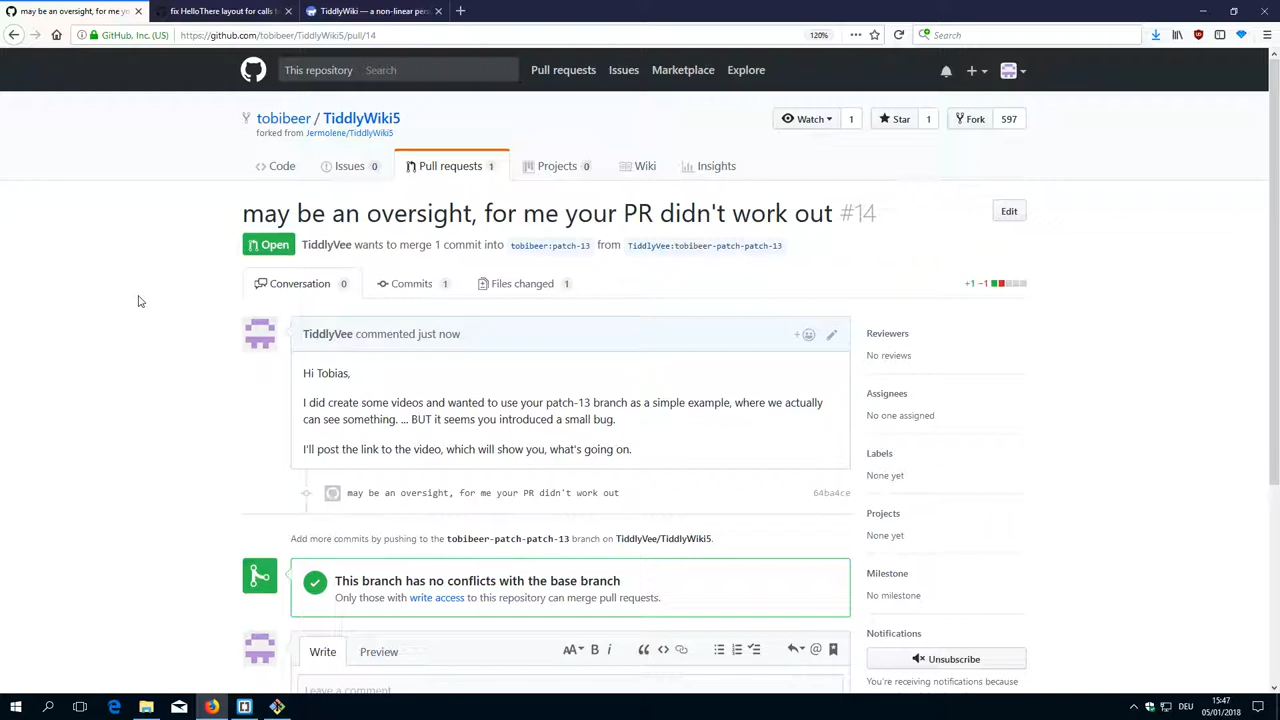 may be an oversight, for me yo
fix HelloThere layout for calls t
TiddlyWiki — a non-linear pers
GitHub, Inc. (US)
https://github.com/tobibeer/TiddlyWiki5/pull/14
120%
Search
This repository
Search
Pull requests
Issues
Marketplace
Explore
tobibeer / TiddlyWiki5
forked from Jermolene/TiddlyWiki5
Watch
1
Star
1
Fork
597
Code
Issues 0
Pull requests 1
Projects 0
Wiki
Insights
may be an oversight, for me your PR didn't work out #14
Edit
Open
TiddlyVee wants to merge 1 commit into tobibeer:patch-13 from TiddlyVee:tobibeer-patch-patch-13
Conversation 0
Commits 1
Files changed 1
+1 −1
TiddlyVee commented just now
Hi Tobias,
I did create some videos and wanted to use your patch-13 branch as a simple example, where we actually
can see something. ... BUT it seems you introduced a small bug.
I'll post the link to the video, which will show you, what's going on.
may be an oversight, for me your PR didn't work out
64ba4ce
Add more commits by pushing to the tobibeer-patch-patch-13 branch on TiddlyVee/TiddlyWiki5.
This branch has no conflicts with the base branch
Only those with write access to this repository can merge pull requests.
Write
Preview
AA B i
Leave a comment
Reviewers
No reviews
Assignees
No one assigned
Labels
None yet
Projects
None yet
Milestone
No milestone
Notifications
Unsubscribe
You're receiving notifications because
DEU
15:47
05/01/2018